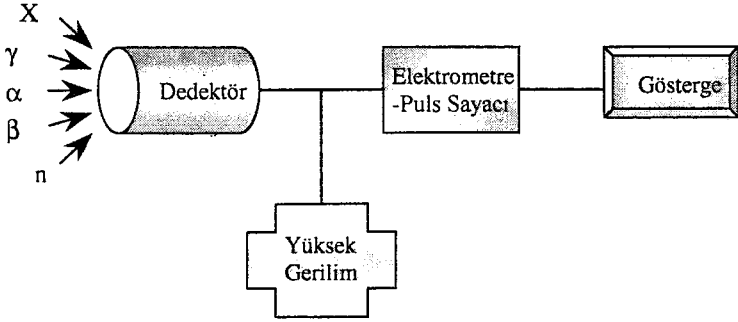 X
γ
α
β
n
Dedektör
Elektrometre
-Puls Sayacı
Gösterge
Yüksek
Gerilim